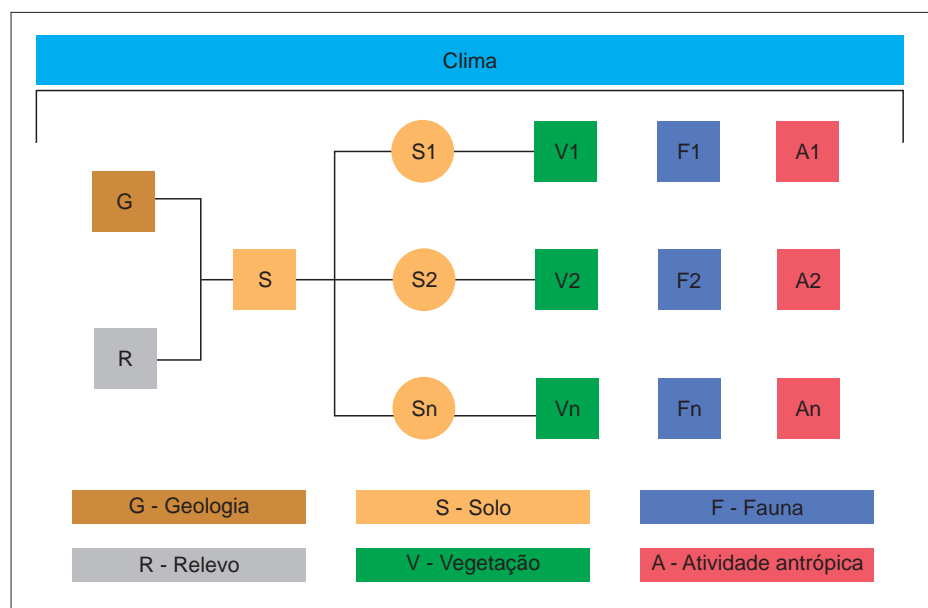 Clima
S1 V1 F1 A1
G
S S2 V2 F2 A2
R
Sn Vn Fn An
G - Geologia S - Solo F - Fauna
R - Relevo V - Vegetação A - Atividade antrópica